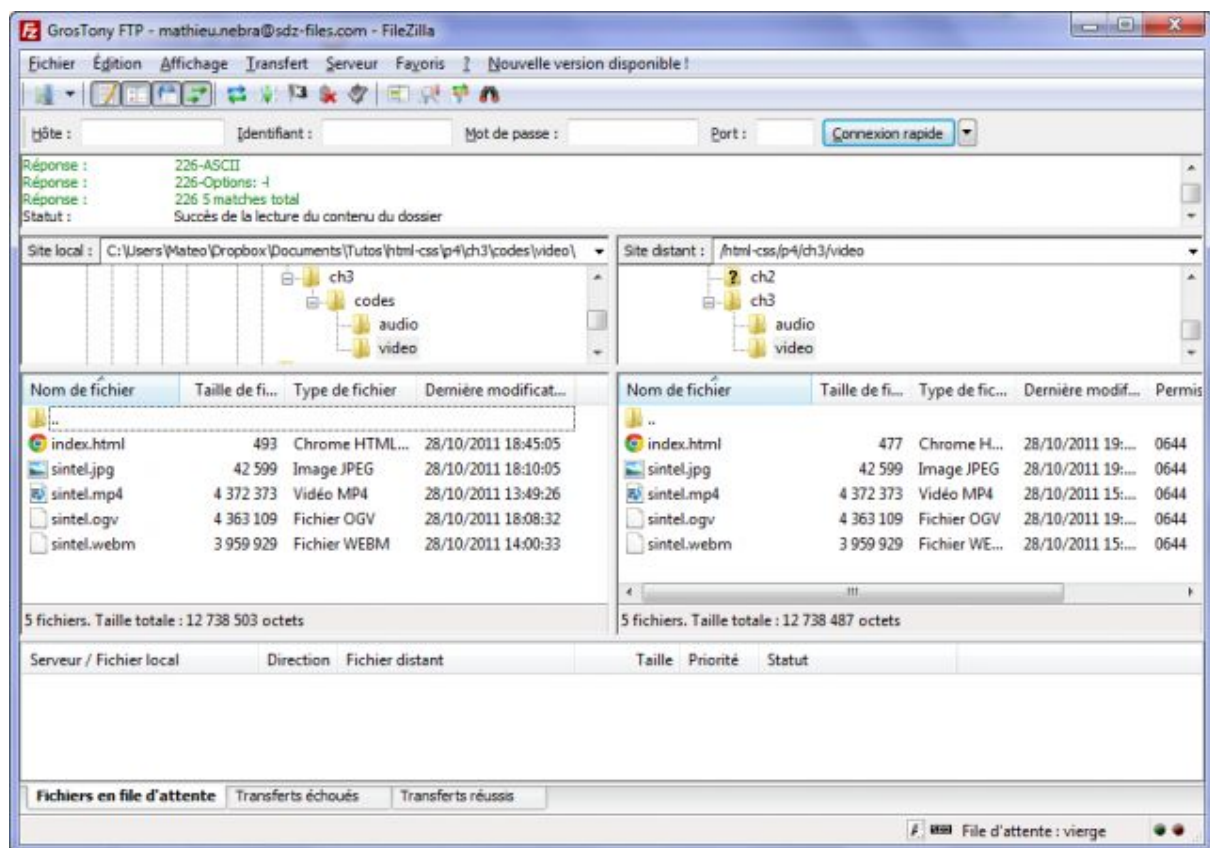 GrosTony FTP - mathieu.nebra@sdz-files.com - FileZilla
Fichier Édition Affichage Transfert Serveur Favoris ? Nouvelle version disponible !
Hôte : Identifiant : Mot de passe : Port : Connexion rapide
Réponse : 226-ASCII
Réponse : 226-Options: -l
Réponse : 226 5 matches total
Statut : Succès de la lecture du contenu du dossier
Site local : C:\Users\Mateo\Dropbox\Documents\Tutos\html-css\p4\ch3\codes\video\
ch3
codes
audio
video
Site distant : /html-css/p4/ch3/video
ch2
ch3
audio
video
Nom de fichier Taille de fi... Type de fichier Dernière modificat...
..
index.html 493 Chrome HTML... 28/10/2011 18:45:05
sintel.jpg 42 599 Image JPEG 28/10/2011 18:10:05
sintel.mp4 4 372 373 Vidéo MP4 28/10/2011 13:49:26
sintel.ogv 4 363 109 Fichier OGV 28/10/2011 18:08:32
sintel.webm 3 959 929 Fichier WEBM 28/10/2011 14:00:33
5 fichiers. Taille totale : 12 738 503 octets
Nom de fichier Taille de fi... Type de fic... Dernière modif... Permis
..
index.html 477 Chrome H... 28/10/2011 19:... 0644
sintel.jpg 42 599 Image JPEG 28/10/2011 19:... 0644
sintel.mp4 4 372 373 Vidéo MP4 28/10/2011 15:... 0644
sintel.ogv 4 363 109 Fichier OGV 28/10/2011 19:... 0644
sintel.webm 3 959 929 Fichier WE... 28/10/2011 15:... 0644
5 fichiers. Taille totale : 12 738 487 octets
Serveur / Fichier local Direction Fichier distant Taille Priorité Statut
Fichiers en file d'attente Transferts échoués Transferts réussis
File d'attente : vierge